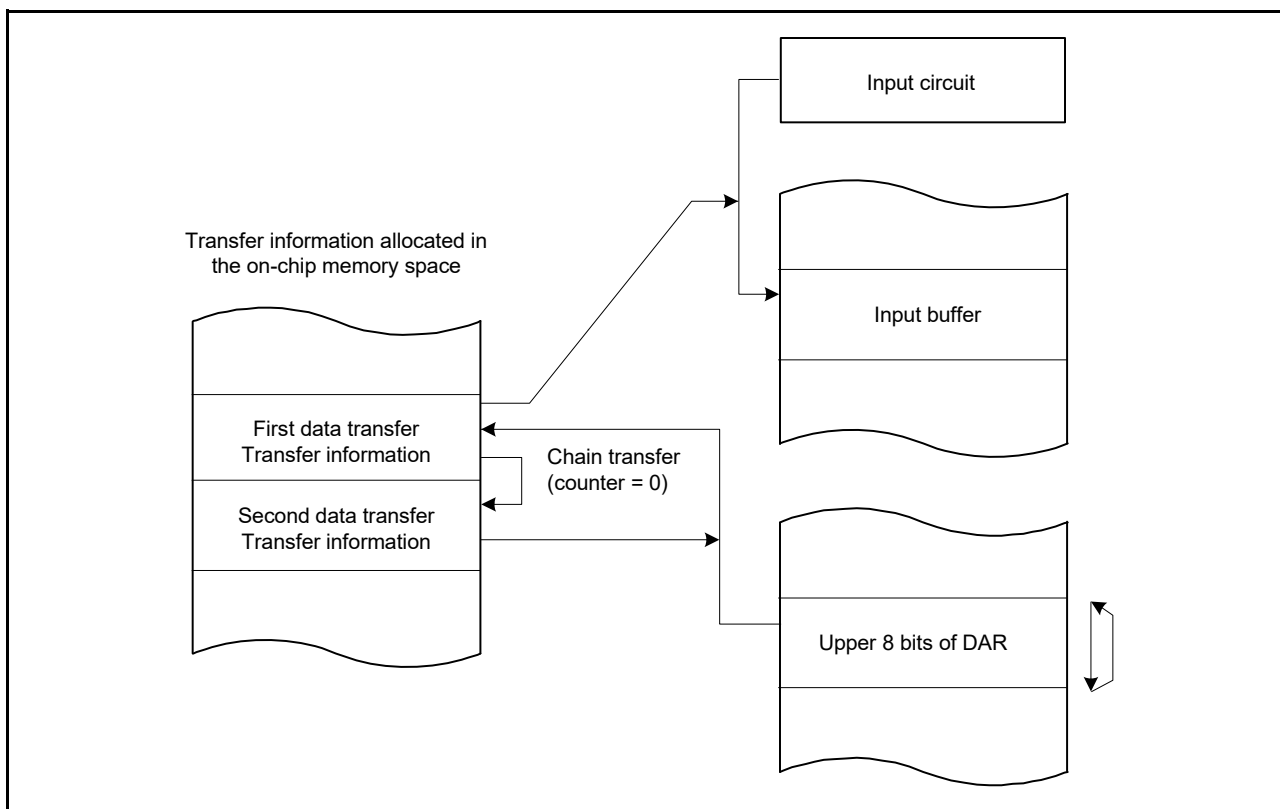 Input circuit
Transfer information allocated in
the on-chip memory space
Input buffer
First data transfer
Transfer information
Chain transfer
(counter = 0)
Second data transfer
Transfer information
Upper 8 bits of DAR